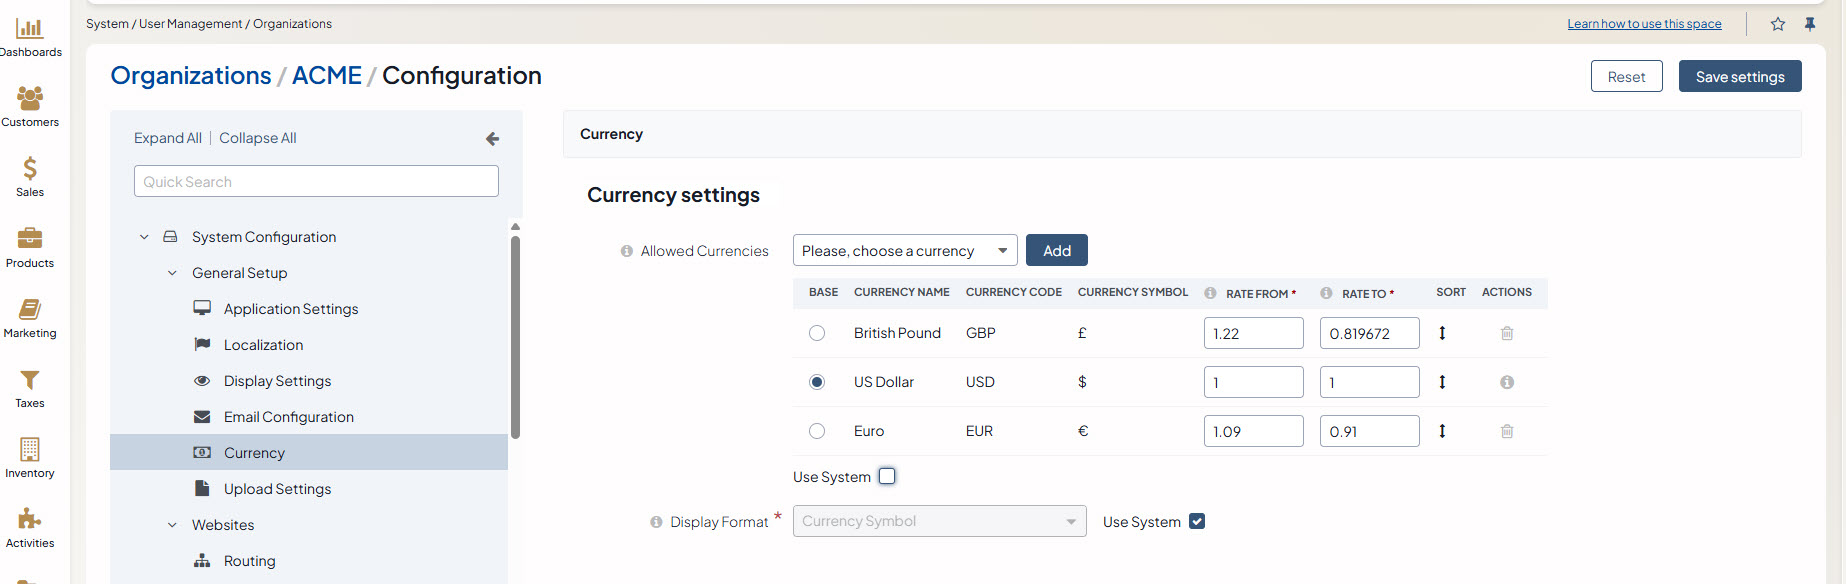 System / User Management / Organizations
Learn how to use this space
Dashboards
Customers
Sales
Products
Marketing
Taxes
Inventory
Activities
Organizations / ACME / Configuration
Reset
Save settings
Expand All | Collapse All
Quick Search
System Configuration
General Setup
Application Settings
Localization
Display Settings
Email Configuration
Currency
Upload Settings
Websites
Routing
Currency
Currency settings
Allowed Currencies Please, choose a currency Add
BASE CURRENCY NAME CURRENCY CODE CURRENCY SYMBOL RATE FROM * RATE TO * SORT ACTIONS
British Pound GBP £ 1.22 0.819672
US Dollar USD $ 1 1
Euro EUR € 1.09 0.91
Use System
Display Format * Currency Symbol Use System